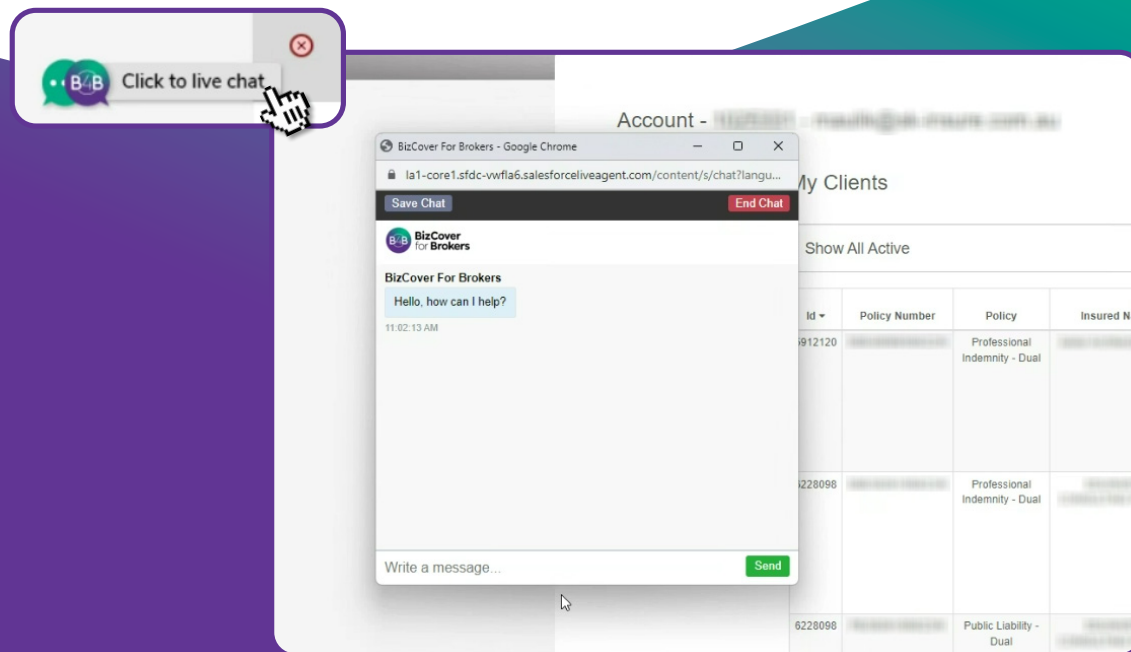 B4B
Click to live chat
Account -
BizCover For Brokers - Google Chrome
la1-core1.sfdc-vwfla6.salesforceliveagent.com/content/s/chat?langu...
Save Chat
End Chat
B4B
BizCover
for Brokers
BizCover For Brokers
Hello, how can I help?
11:02:13 AM
Write a message...
Send
My Clients
Show All Active
Id
Policy Number
Policy
Insured N
5912120
Professional
Indemnity - Dual
6228098
Professional
Indemnity - Dual
6228098
Public Liability -
Dual